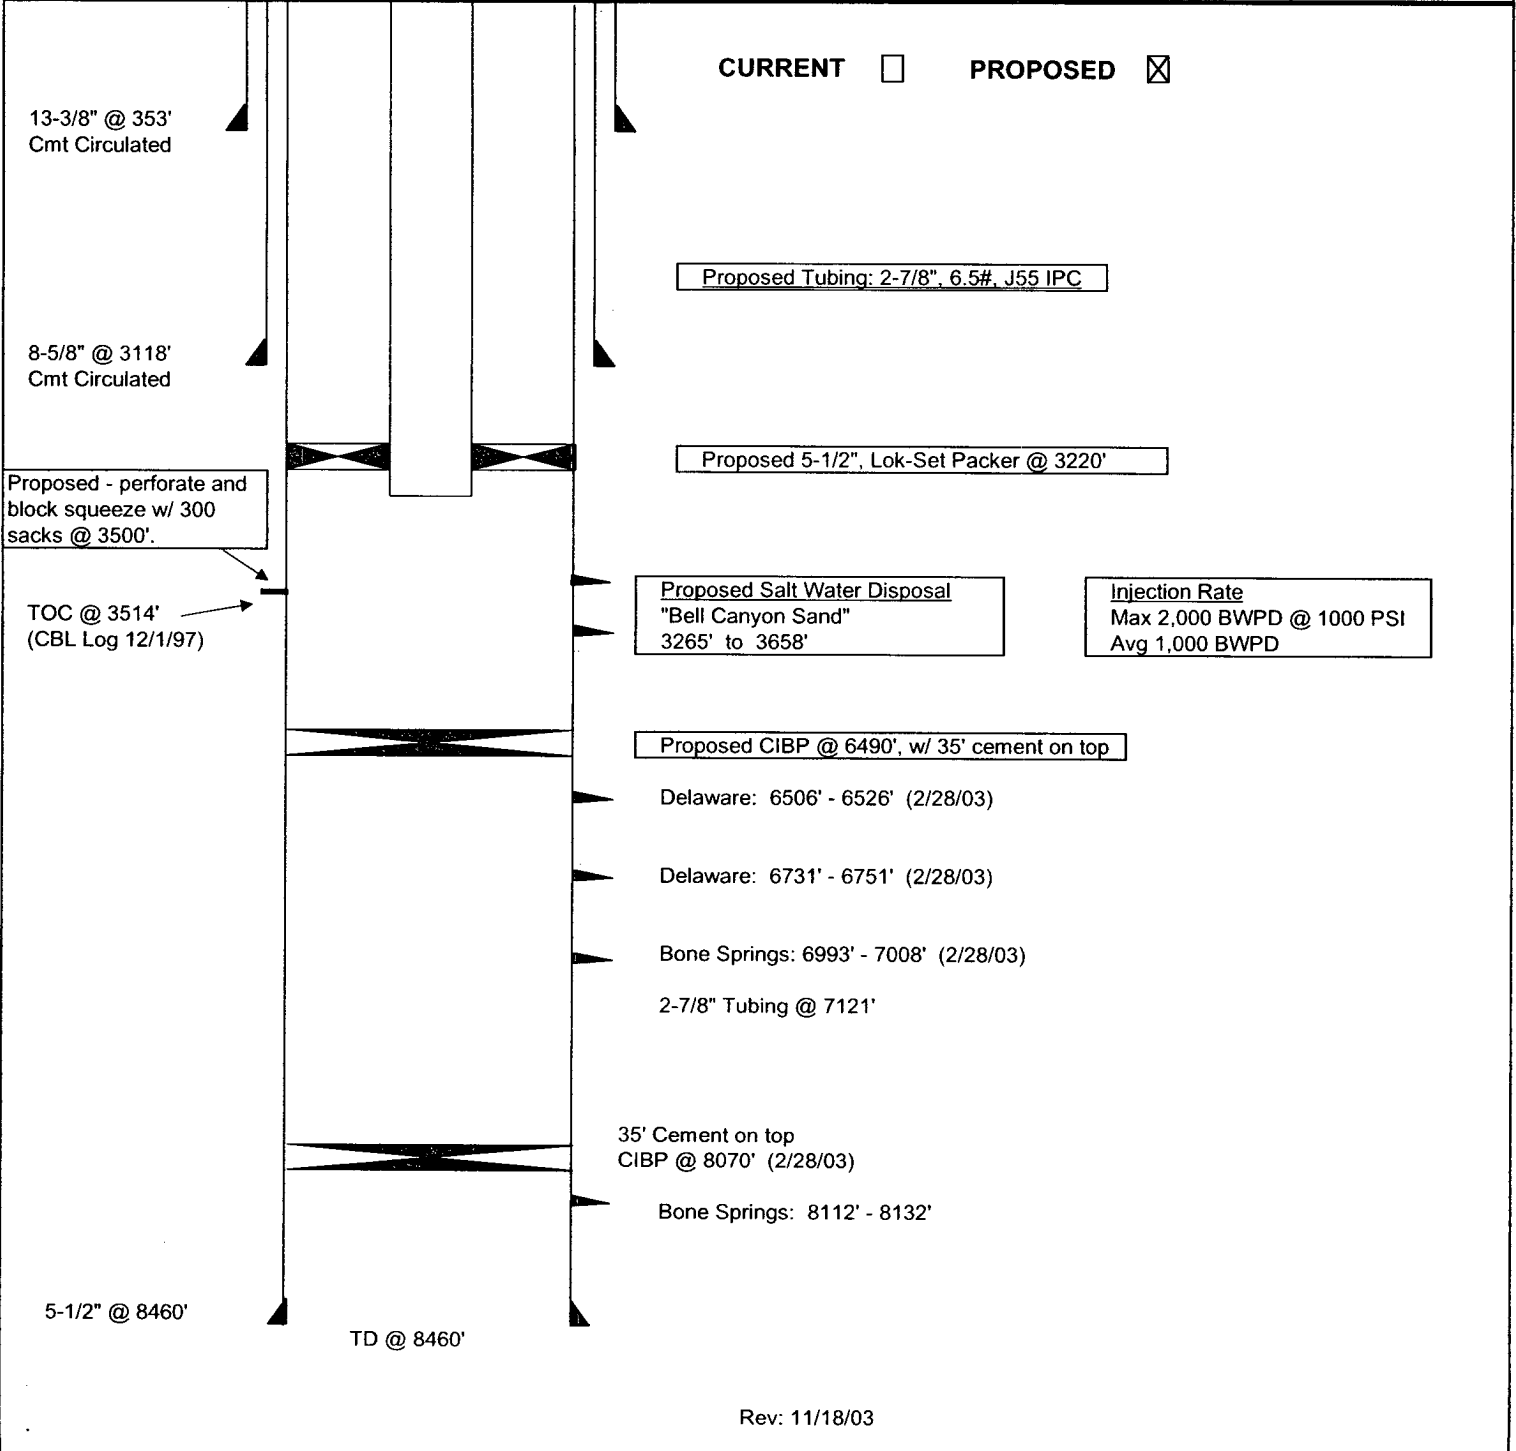 CURRENT ☐ PROPOSED ☒
13-3/8" @ 353'
Cmt Circulated
Proposed Tubing: 2-7/8", 6.5#, J55 IPC
8-5/8" @ 3118'
Cmt Circulated
Proposed 5-1/2", Lok-Set Packer @ 3220'
Proposed - perforate and
block squeeze w/ 300
sacks @ 3500'.
TOC @ 3514'
(CBL Log 12/1/97)
Proposed Salt Water Disposal
"Bell Canyon Sand"
3265' to 3658'
Injection Rate
Max 2,000 BWPD @ 1000 PSI
Avg 1,000 BWPD
Proposed CIBP @ 6490', w/ 35' cement on top
Delaware: 6506' - 6526' (2/28/03)
Delaware: 6731' - 6751' (2/28/03)
Bone Springs: 6993' - 7008' (2/28/03)
2-7/8" Tubing @ 7121'
35' Cement on top
CIBP @ 8070' (2/28/03)
Bone Springs: 8112' - 8132'
5-1/2" @ 8460'
TD @ 8460'
Rev: 11/18/03